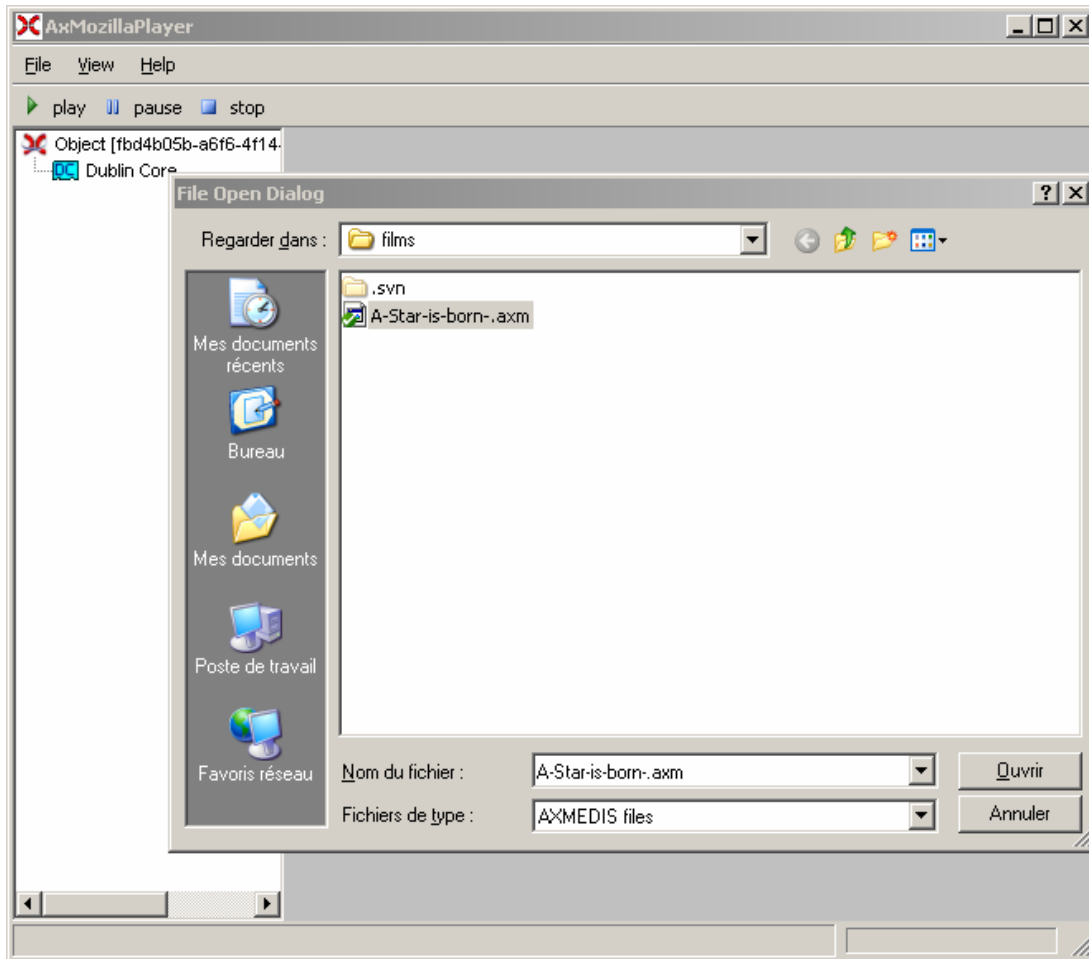 AxMozillaPlayer
File View Help
play pause stop
Object [fbd4b05b-a6f6-4f14-
DC Dublin Core
File Open Dialog
Regarder dans : films
.svn
A-Star-is-born-.axm
Mes documents
récents
Bureau
Mes documents
Poste de travail
Favoris réseau
Nom du fichier : A-Star-is-born-.axm Ouvrir
Fichiers de type : AXMEDIS files Annuler